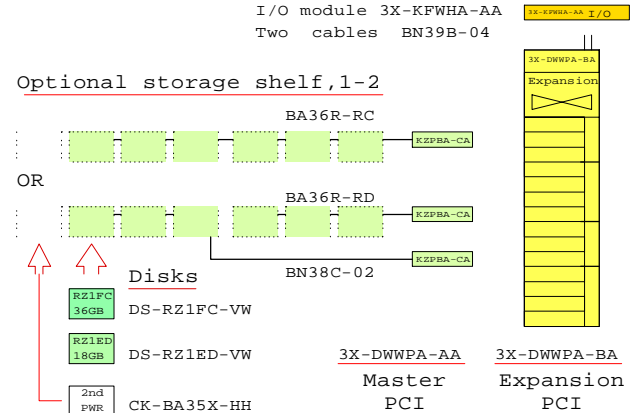 I/O module 3X-KFWHA-AA
3X-KFWHA-AA I/O
Two cables BN39B-04
3X-DWWPA-BA
Expansion
Optional storage shelf,1-2
BA36R-RC
KZPBA-CA
OR
BA36R-RD
KZPBA-CA
KZPBA-CA
BN38C-02
Disks
RZ1FC
36GB
DS-RZ1FC-VW
RZ1ED
18GB
DS-RZ1ED-VW
3X-DWWPA-AA
3X-DWWPA-BA
Master
PCI
Expansion
PCI
2nd
PWR
CK-BA35X-HH